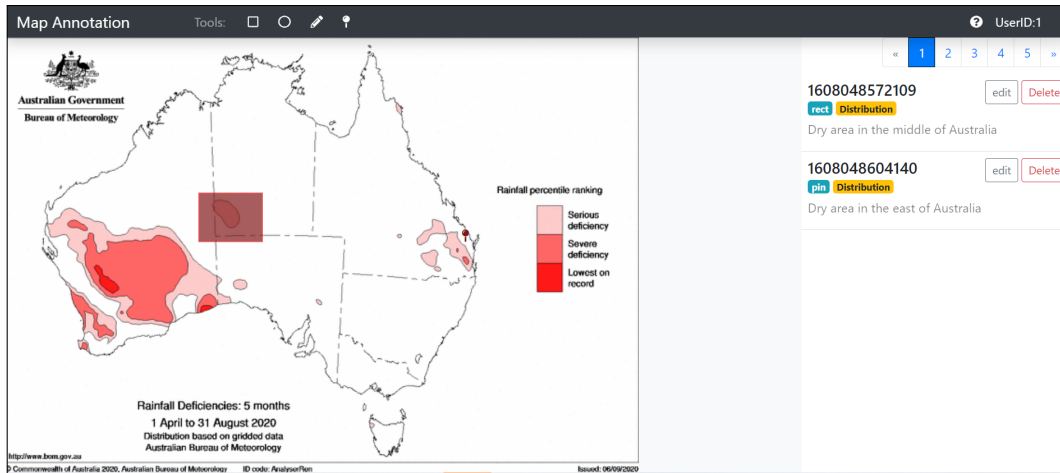 Map Annotation Tools: UserID:1
« 1 2 3 4 5 »
Australian Government
Bureau of Meteorology
1608048572109 edit Delete
rect Distribution
Dry area in the middle of Australia
1608048604140 edit Delete
pin Distribution
Dry area in the east of Australia
Rainfall percentile ranking
Serious
deficiency
Severe
deficiency
Lowest on
record
Rainfall Deficiencies: 5 months
1 April to 31 August 2020
Distribution based on gridded data
Australian Bureau of Meteorology
http://www.bom.gov.au
© Commonwealth of Australia 2020, Australian Bureau of Meteorology ID code: AnalyserRen Issued: 06/09/2020